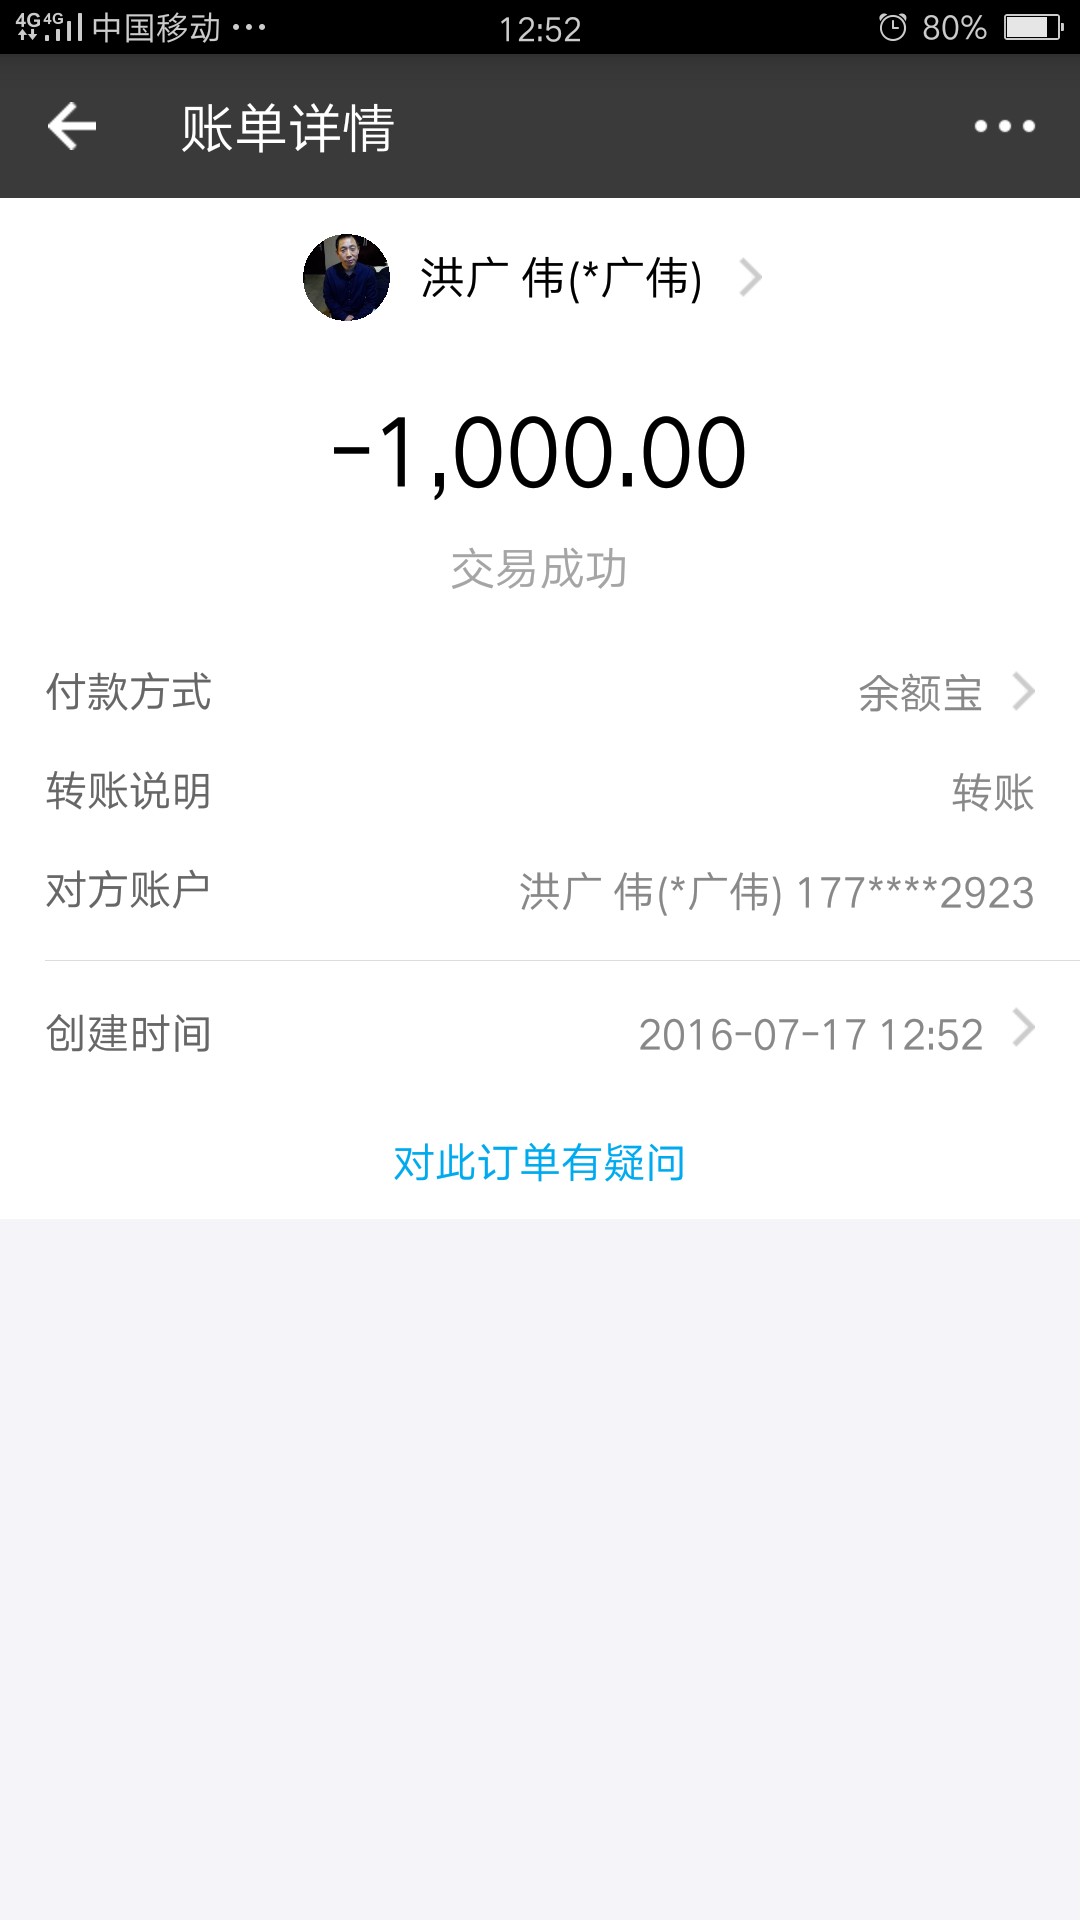 4G 4G 中国移动 ··· 12:52 80%
账单详情
洪广 伟(*广伟)
-1,000.00
交易成功
付款方式 余额宝
转账说明 转账
对方账户 洪广 伟(*广伟) 177****2923
创建时间 2016-07-17 12:52
对此订单有疑问